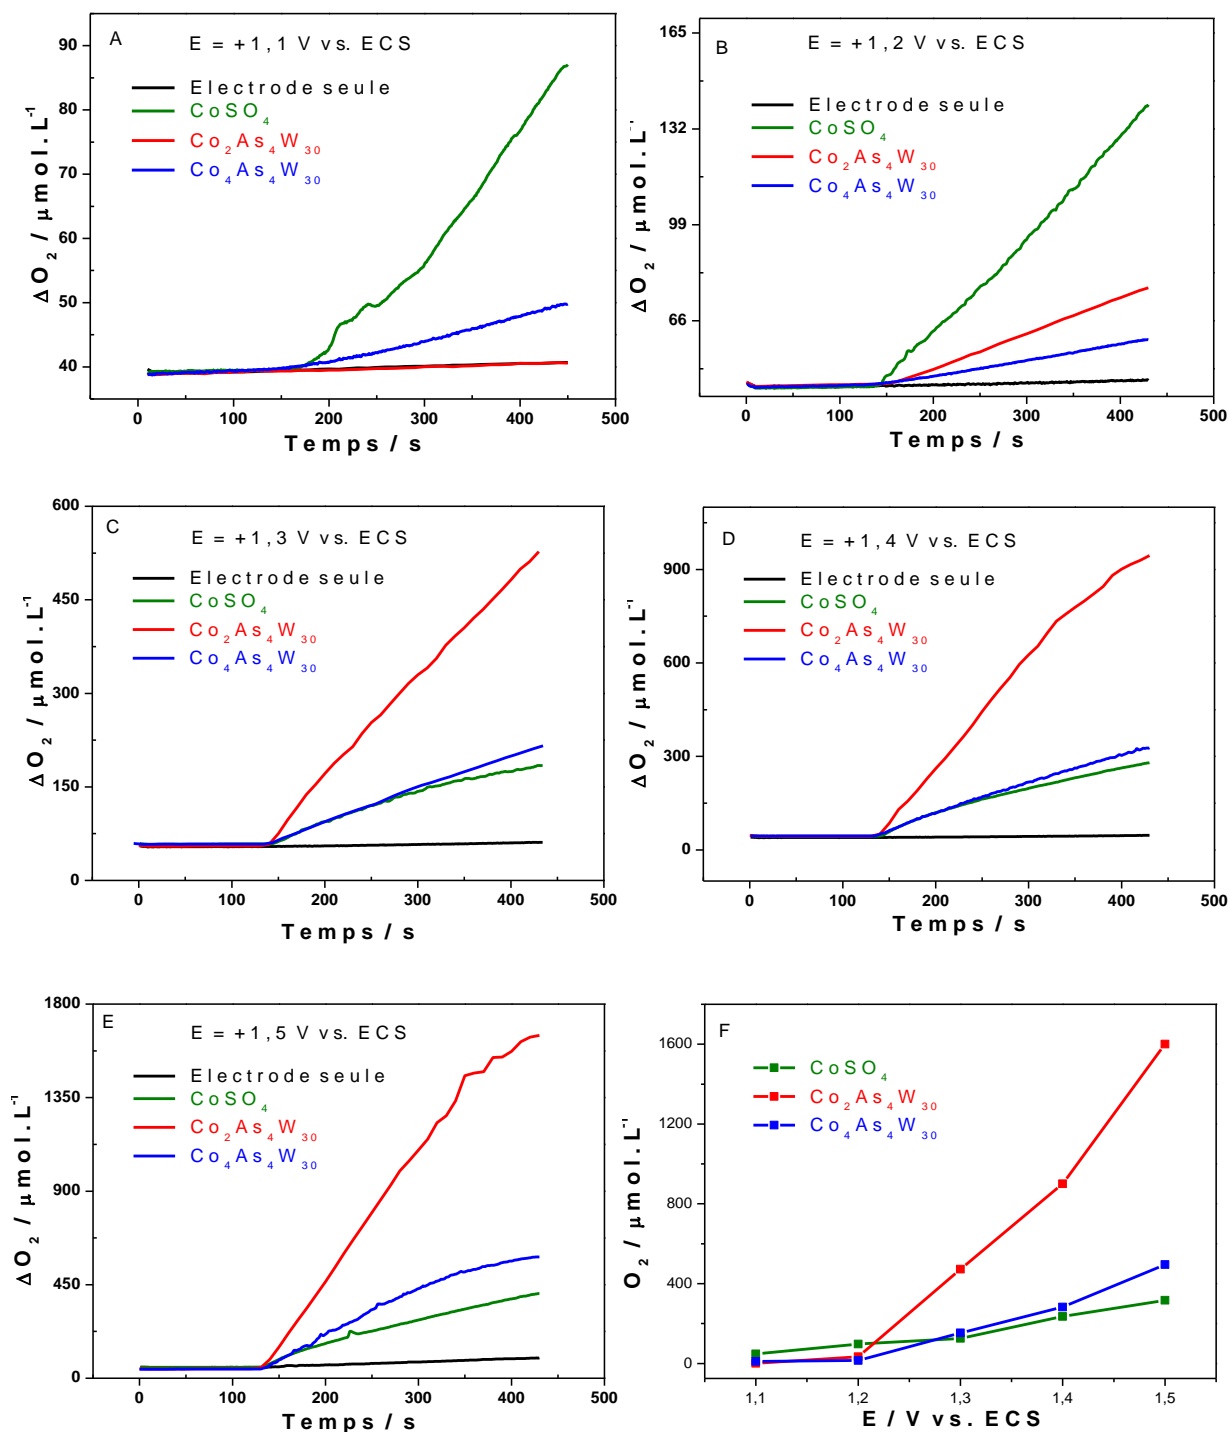 A
E = +1,1 V vs. ECS
Electrode seule
CoSO4
Co2As4W30
Co4As4W30
ΔO2 / μmol.L-1
90
80
70
60
50
40
0
100
200
300
400
500
Temps / s
B
E = +1,2 V vs. ECS
Electrode seule
CoSO4
Co2As4W30
Co4As4W30
ΔO2 / μmol.L-1
165
132
99
66
0
100
200
300
400
500
Temps / s
C
E = +1,3 V vs. ECS
Electrode seule
CoSO4
Co2As4W30
Co4As4W30
ΔO2 / μmol.L-1
600
450
300
150
0
0
100
200
300
400
500
Temps / s
D
E = +1,4 V vs. ECS
Electrode seule
CoSO4
Co2As4W30
Co4As4W30
ΔO2 / μmol.L-1
900
600
300
0
0
100
200
300
400
500
Temps / s
E
E = +1,5 V vs. ECS
Electrode seule
CoSO4
Co2As4W30
Co4As4W30
ΔO2 / μmol.L-1
1800
1350
900
450
0
0
100
200
300
400
500
Temps / s
F
CoSO4
Co2As4W30
Co4As4W30
O2 / μmol.L-1
1600
1200
800
400
0
1,1
1,2
1,3
1,4
1,5
E / V vs. ECS